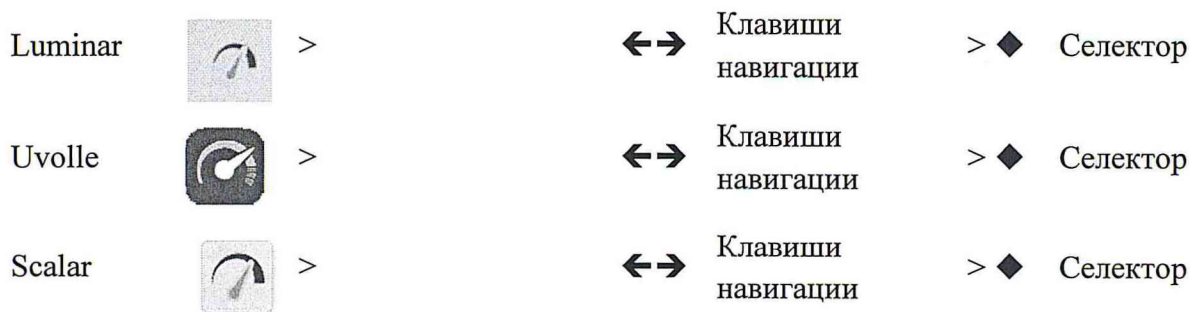 Luminar > ←→ Клавиши навигации > ◆ Селектор
Uvolle > ←→ Клавиши навигации > ◆ Селектор
Scalar > ←→ Клавиши навигации > ◆ Селектор